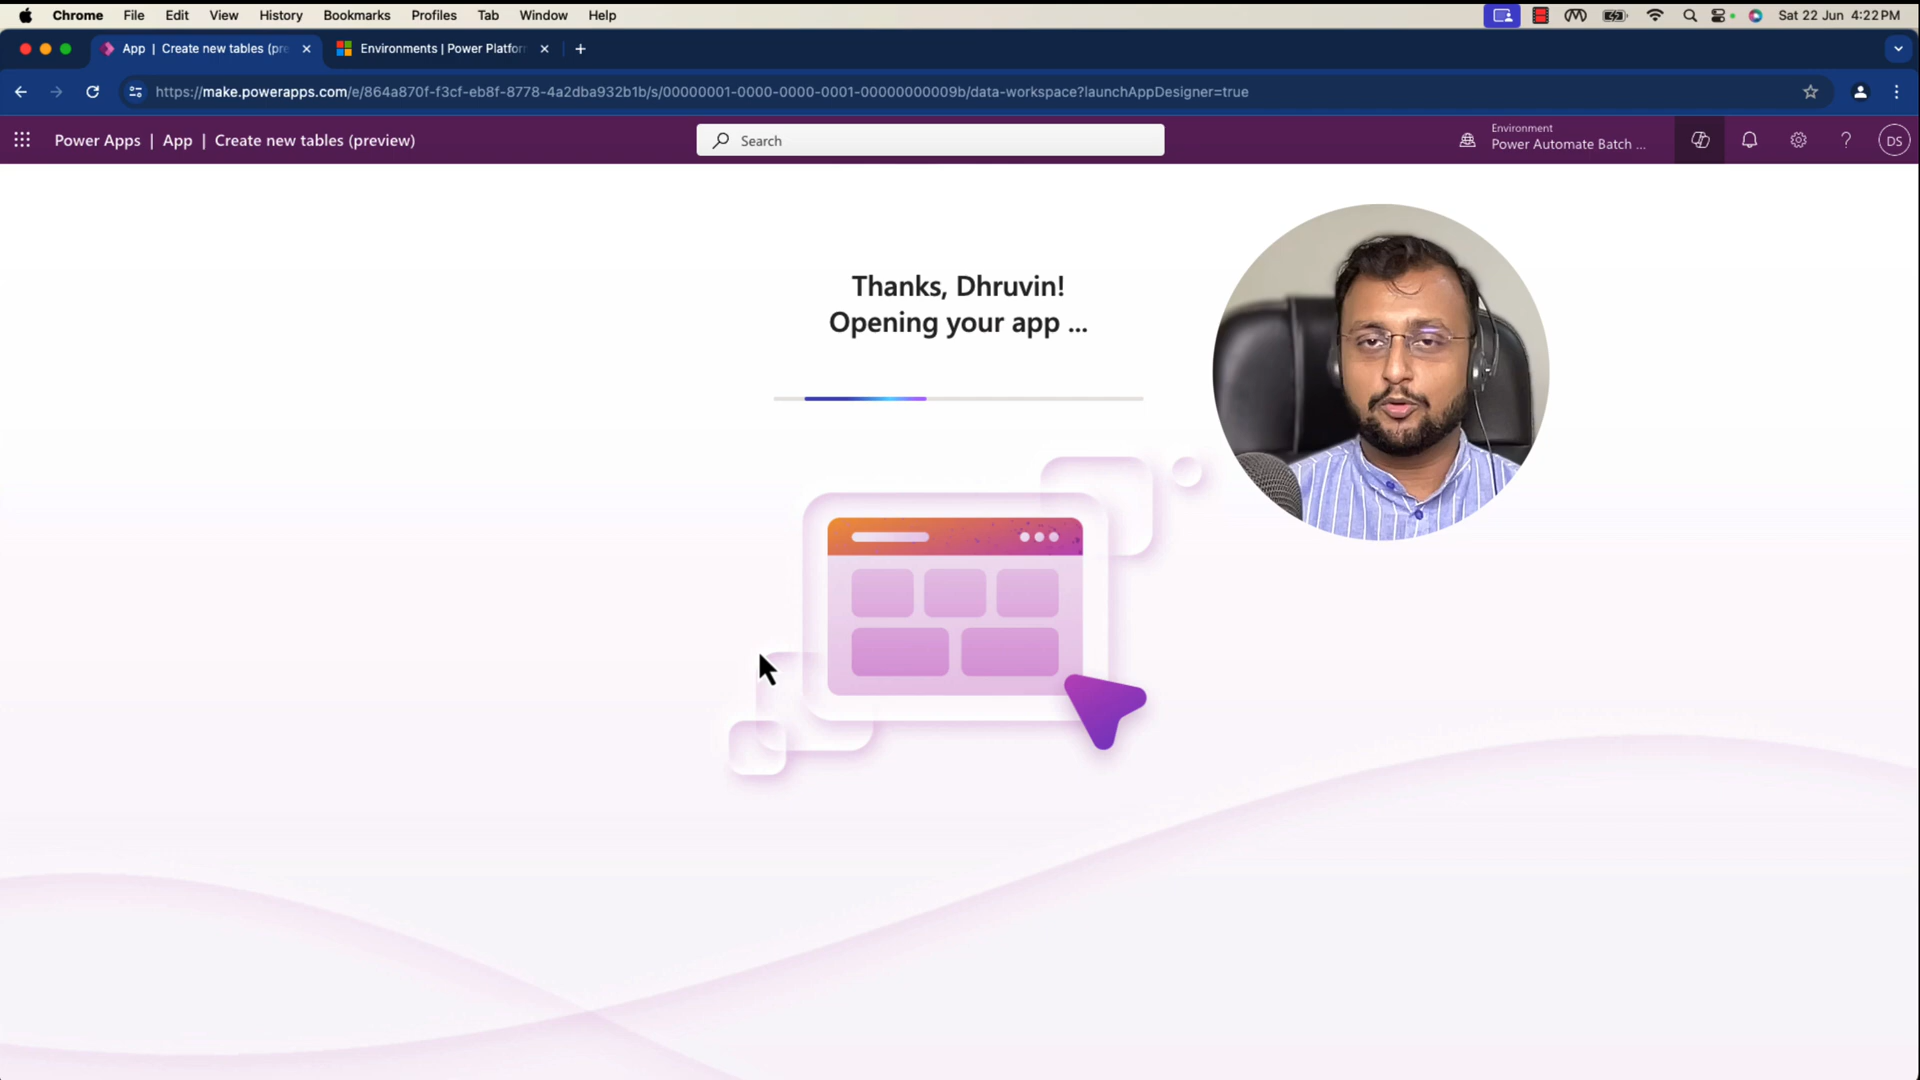 Chrome File Edit View History Bookmarks Profiles Tab Window Help Sat 22 Jun 4:22 PM
App | Create new tables (pre Environments | Power Platfor
https://make.powerapps.com/e/864a870f-f3cf-eb8f-8778-4a2dba932b1b/s/00000001-0000-0000-0001-00000000009b/data-workspace?launchAppDesigner=true
Power Apps | App | Create new tables (preview) Search Environment
Power Automate Batch ... DS
Thanks, Dhruvin!
Opening your app ...